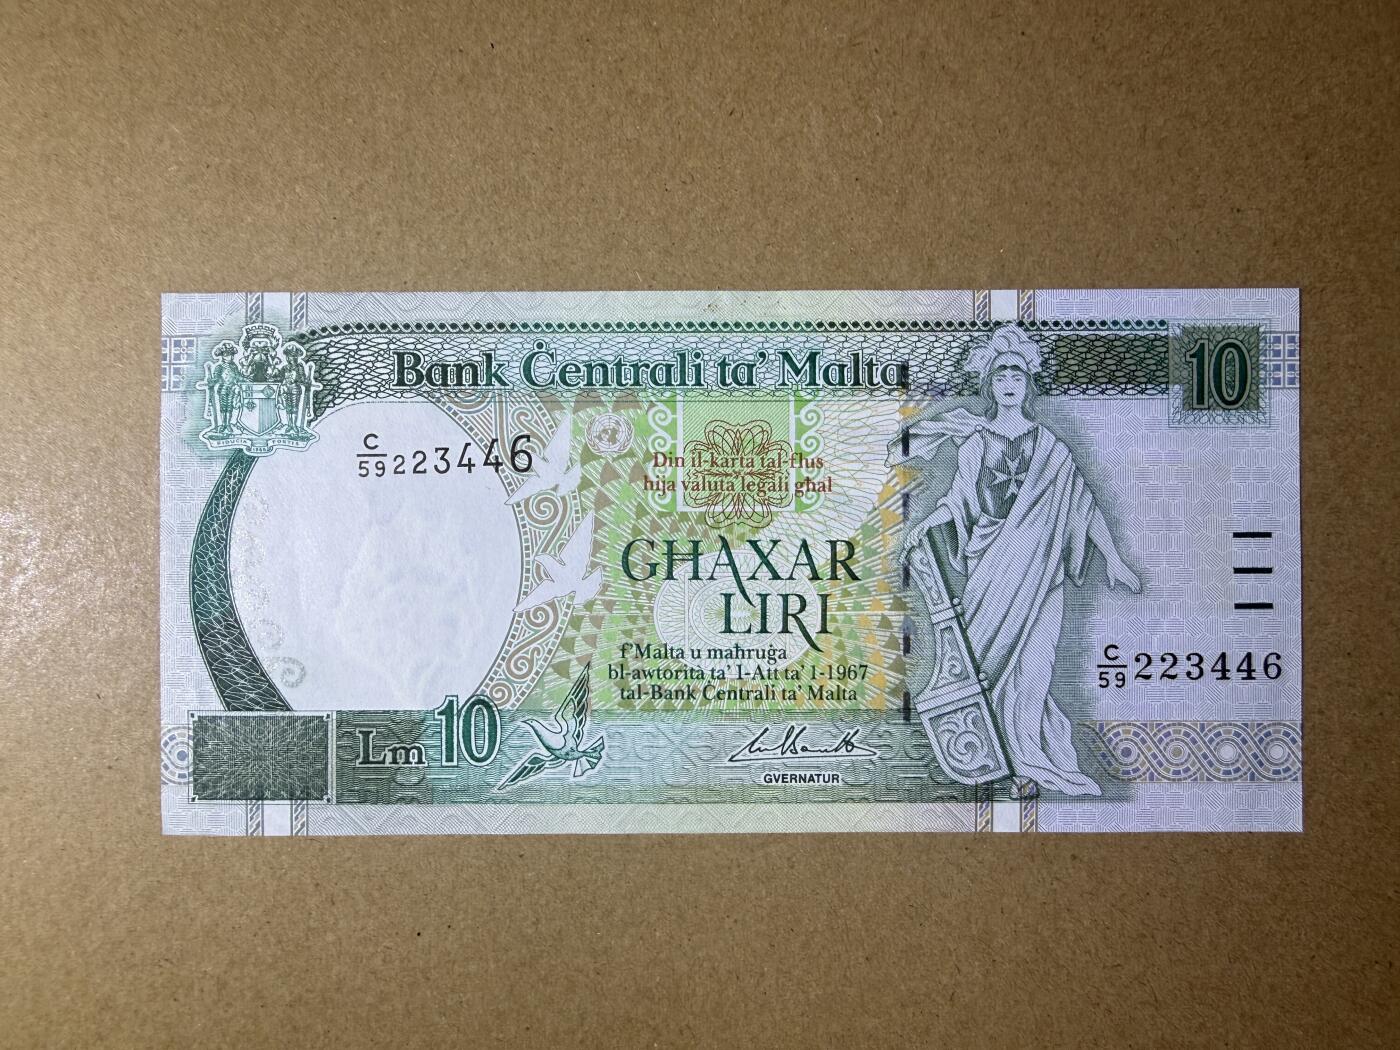 Bank Ċentrali ta' Malta
10
C/59 223446
Din il-karta tal-flus
hija valuta legali għal
GĦAXAR
LIRI
f'Malta u maħruġa
bl-awtorità ta' l-Att ta' l-1967
tal-Bank Ċentrali ta' Malta
C/59 223446
Lm 10
GVERNATUR